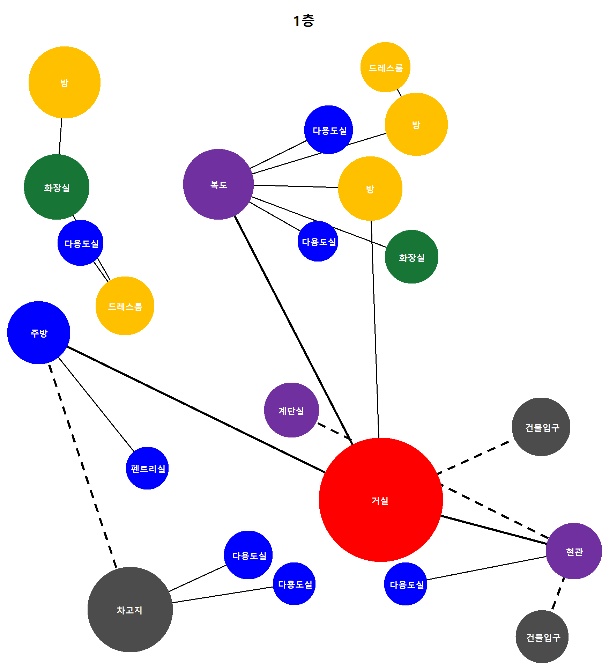 1층
드레스룸
방
방
다용도실
복도
방
화장실
다용도실
다용도실
화장실
드레스룸
주방
계단실
건물입구
펜트리실
거실
현관
다용도실
다용도실
다용도실
차고지
건물입구